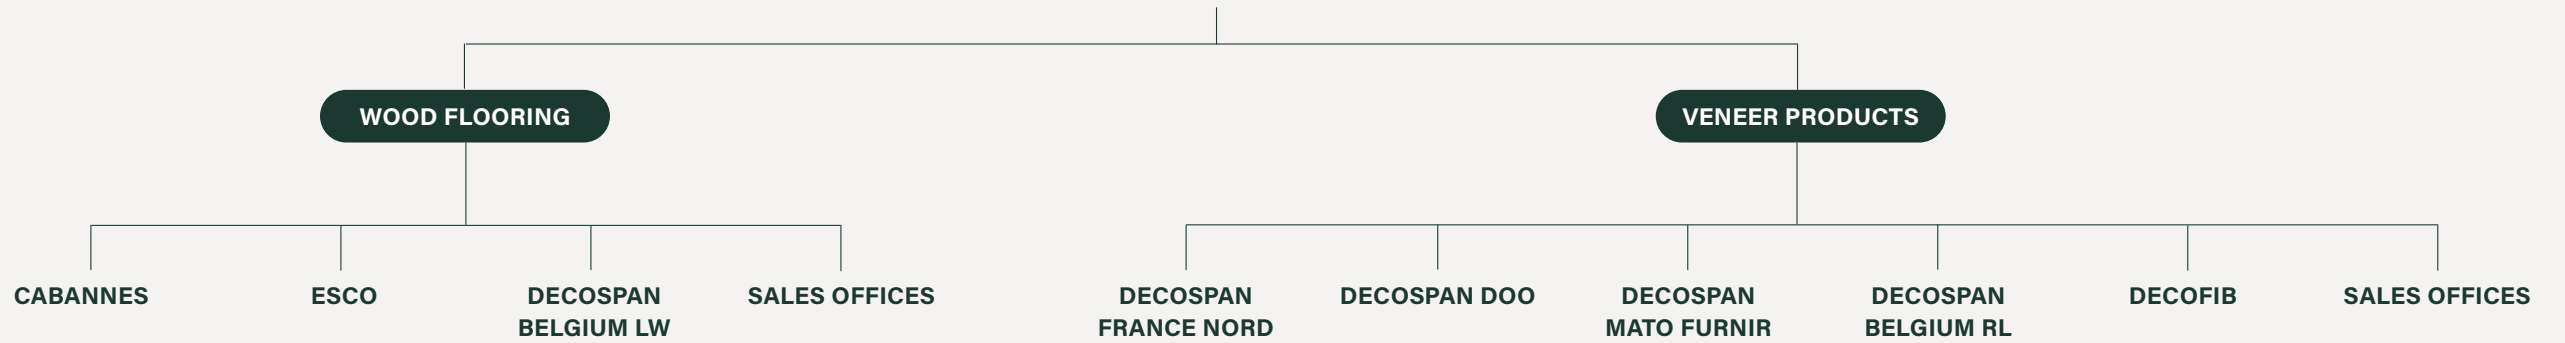 WOOD FLOORING
VENEER PRODUCTS
CABANNES
ESCO
DECOSPAN
BELGIUM LW
SALES OFFICES
DECOSPAN
FRANCE NORD
DECOSPAN DOO
DECOSPAN
MATO FURNIR
DECOSPAN
BELGIUM RL
DECOFIB
SALES OFFICES